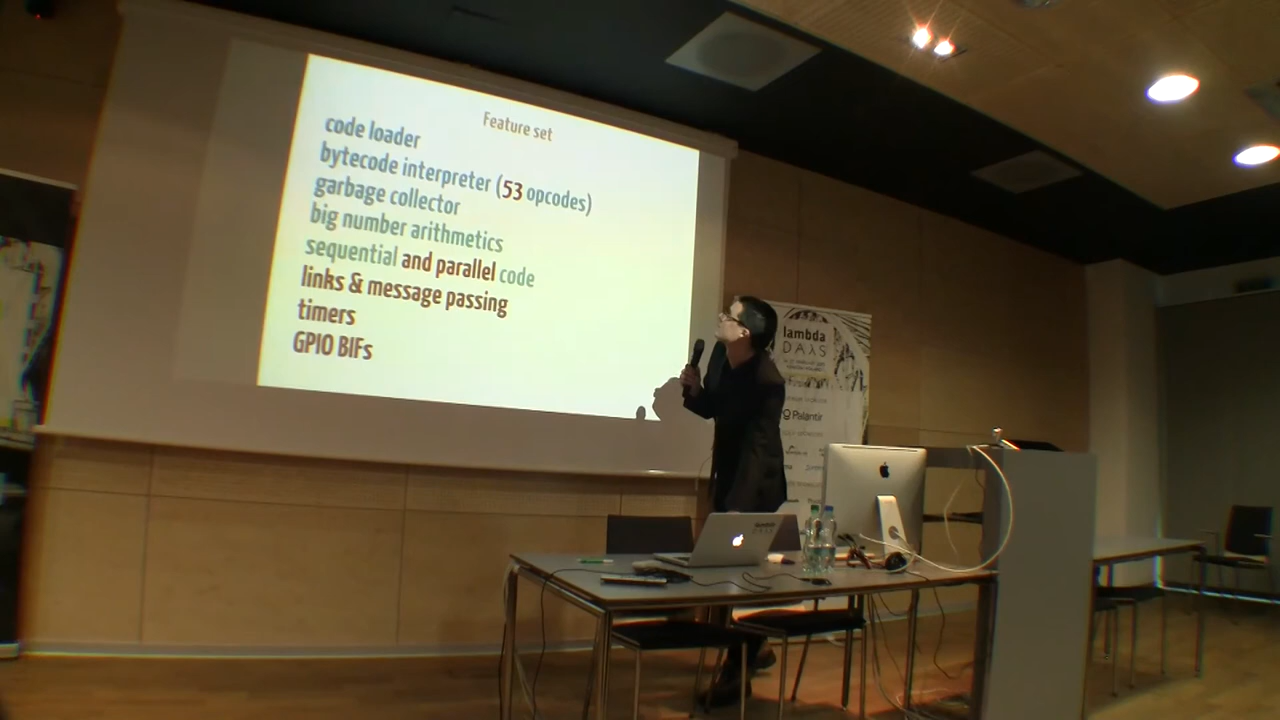 Feature set
code loader
bytecode interpreter (53 opcodes)
garbage collector
big number arithmetics
sequential and parallel code
links & message passing
timers
GPIO BIFs
lambda
DAYS
Palantir